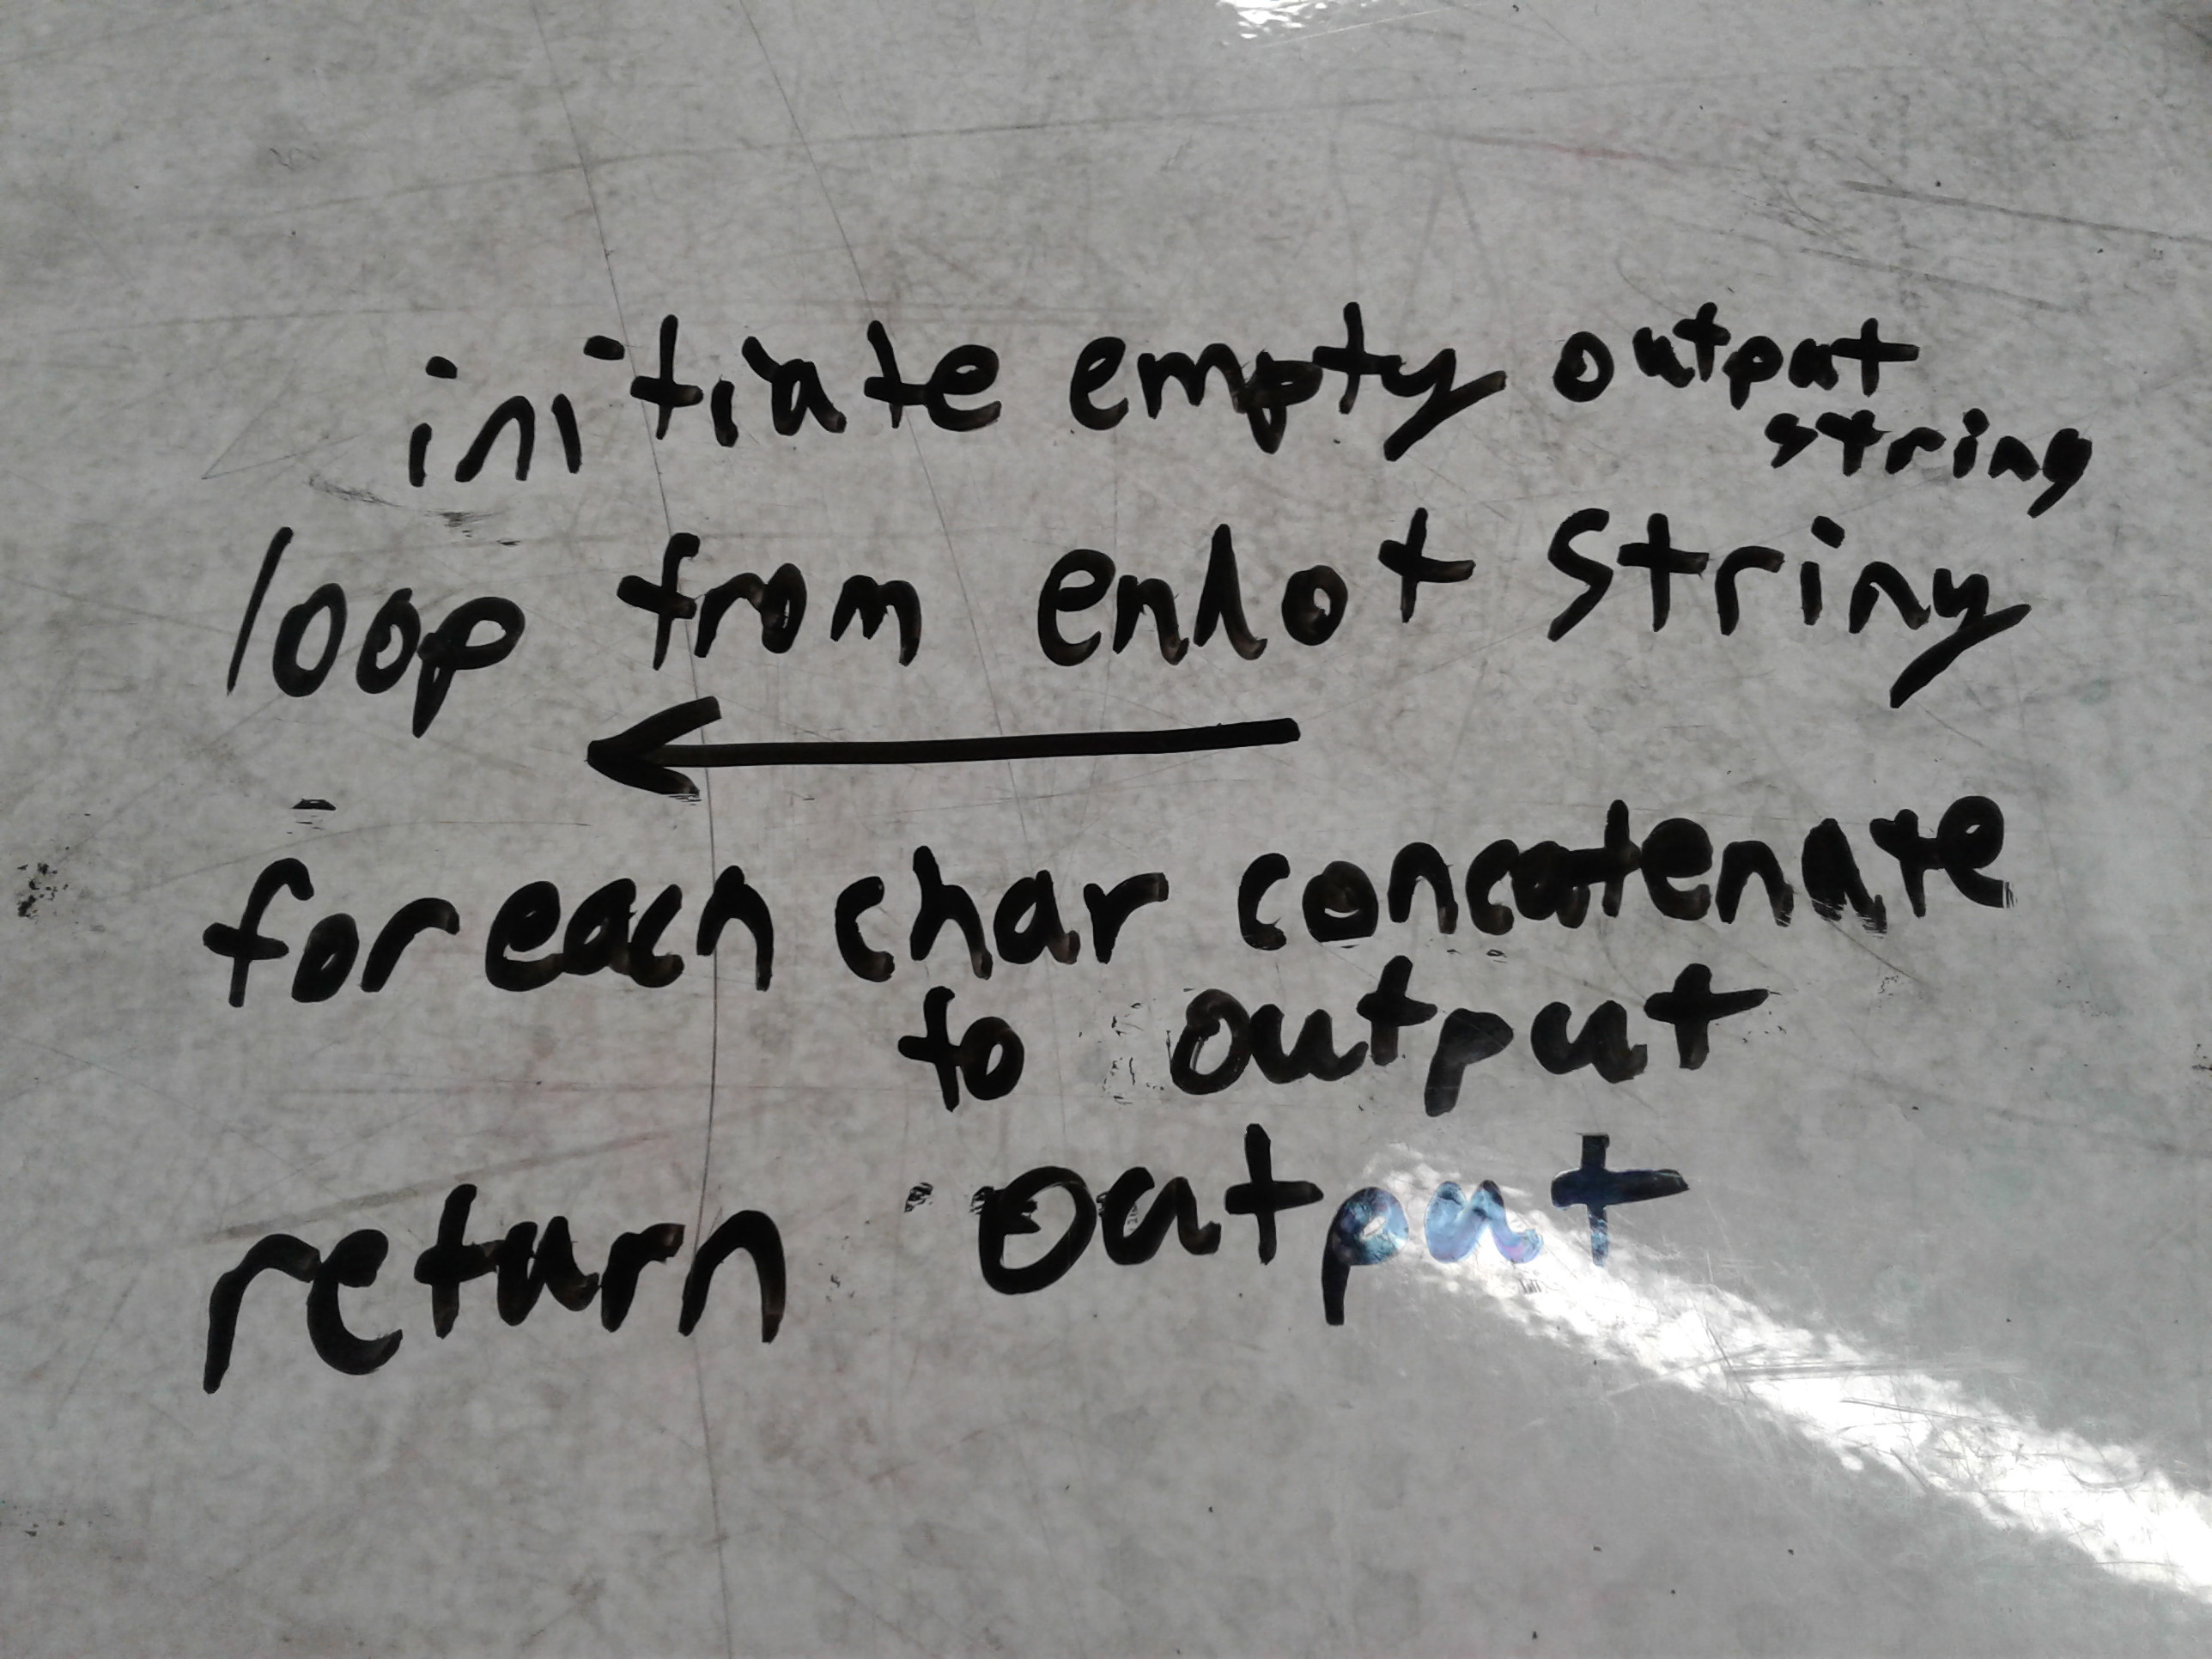 initiate empty output
string
loop from end of string
for each char concatenate
to output
return output